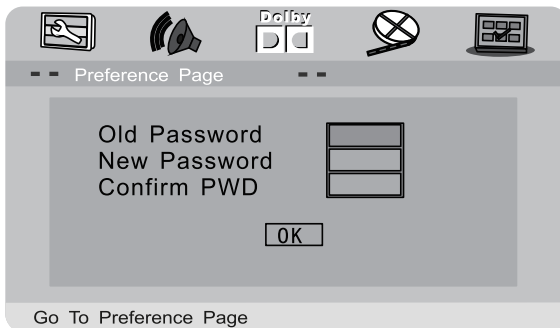 Dolby
-- Preference Page --
Old Password
New Password
Confirm PWD
OK
Go To Preference Page